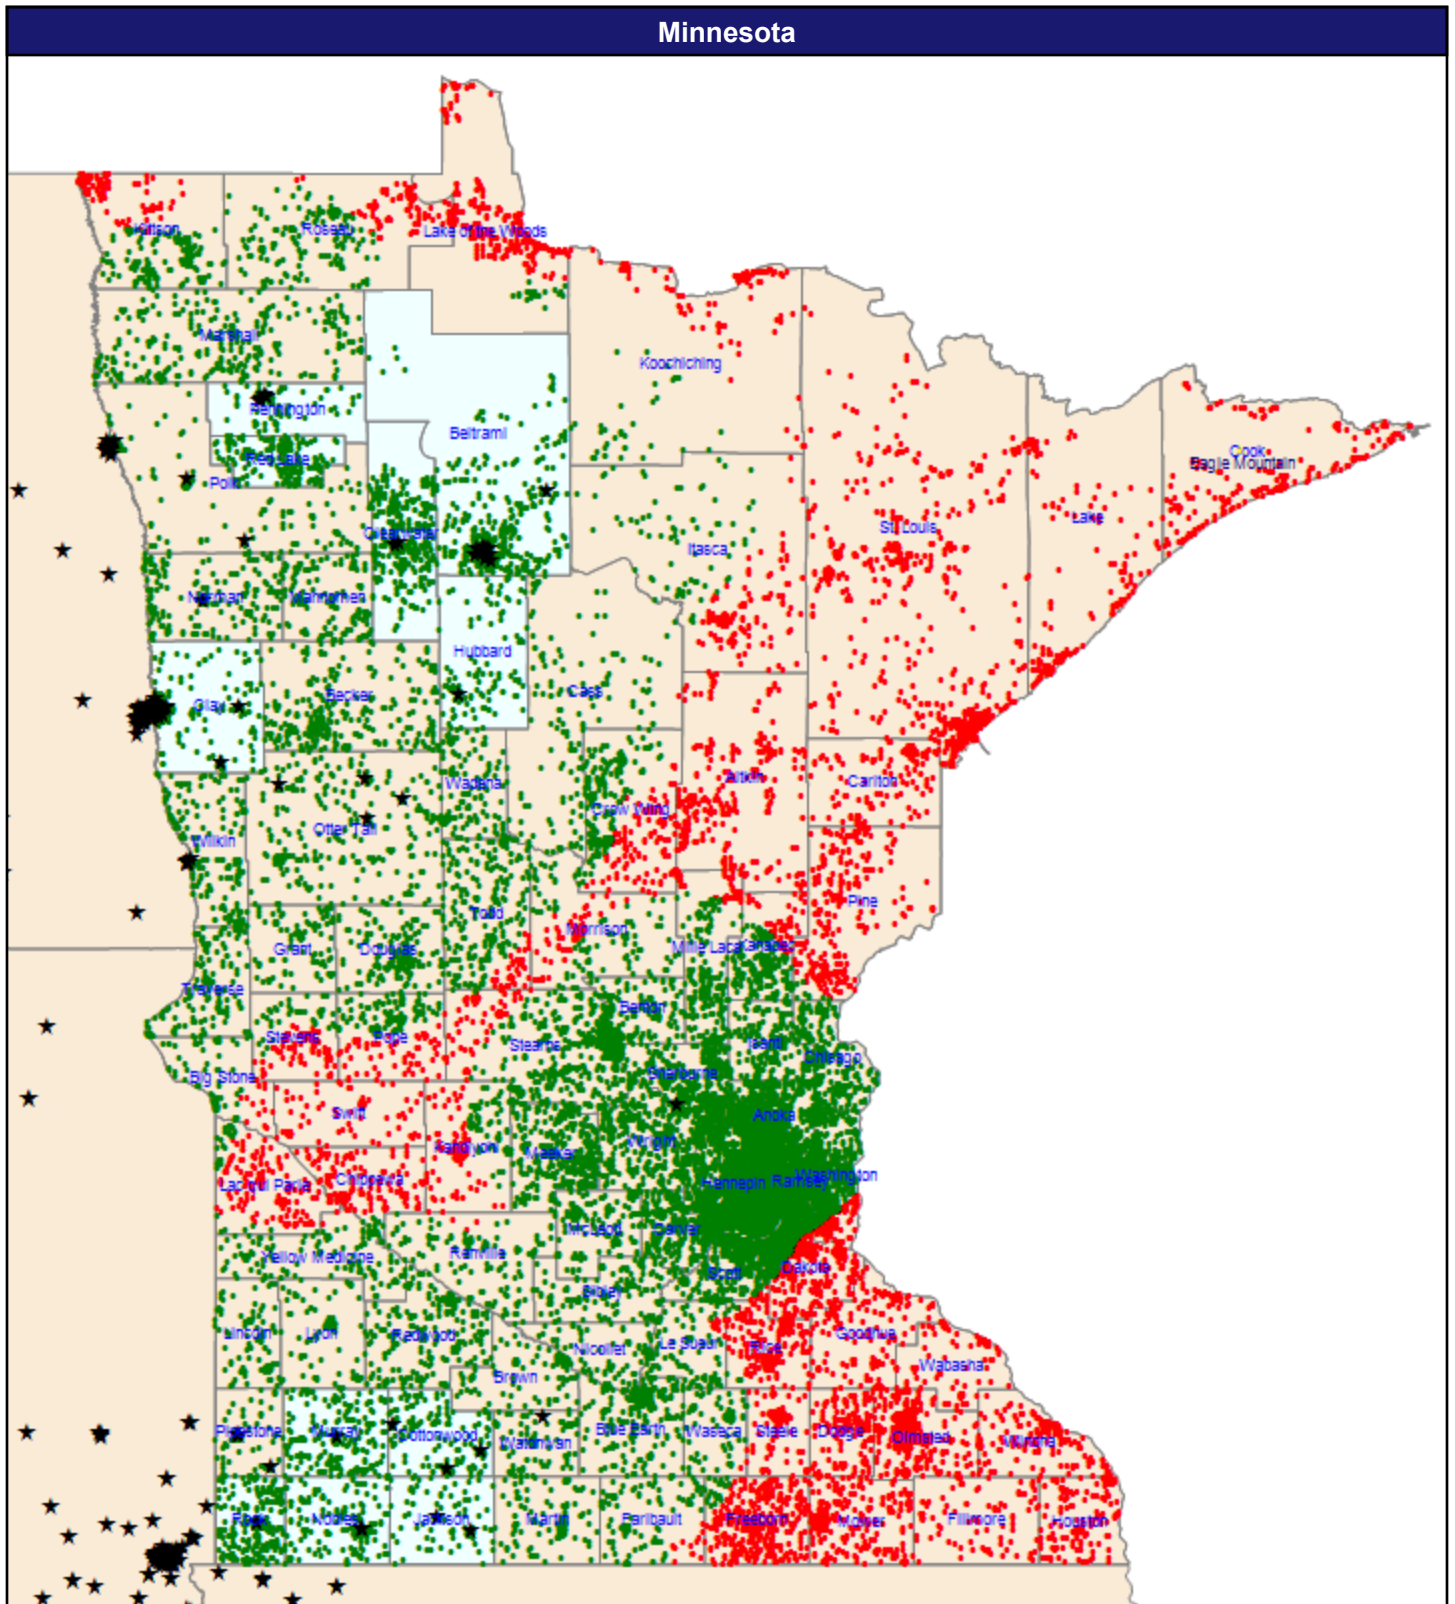 Minnesota
Kittson
Roseau
Lake of the Woods
Marshall
Koochiching
Pennington
Beltrami
Red Lake
Polk
Cook
Eagle Mountain
Lake
St. Louis
Clearwater
Itasca
Norman
Mahnomen
Hubbard
Clay
Becker
Cass
Wadena
Aitkin
Carlton
Crow Wing
Otter Tail
Wilkin
Pine
Todd
Morrison
Grant
Douglas
Mille Lacs
Kanabec
Traverse
Benton
Stevens
Pope
Stearns
Isanti
Chisago
Big Stone
Sherburne
Swift
Anoka
Kandiyohi
Meeker
Wright
Lac qui Parle
Chippewa
Hennepin
Ramsey
Washington
McLeod
Carver
Yellow Medicine
Renville
Scott
Dakota
Sibley
Lincoln
Lyon
Redwood
Nicollet
Le Sueur
Rice
Goodhue
Wabasha
Brown
Pipestone
Murray
Cottonwood
Watonwan
Blue Earth
Waseca
Steele
Dodge
Olmsted
Winona
Rock
Nobles
Jackson
Martin
Faribault
Freeborn
Mower
Fillmore
Houston